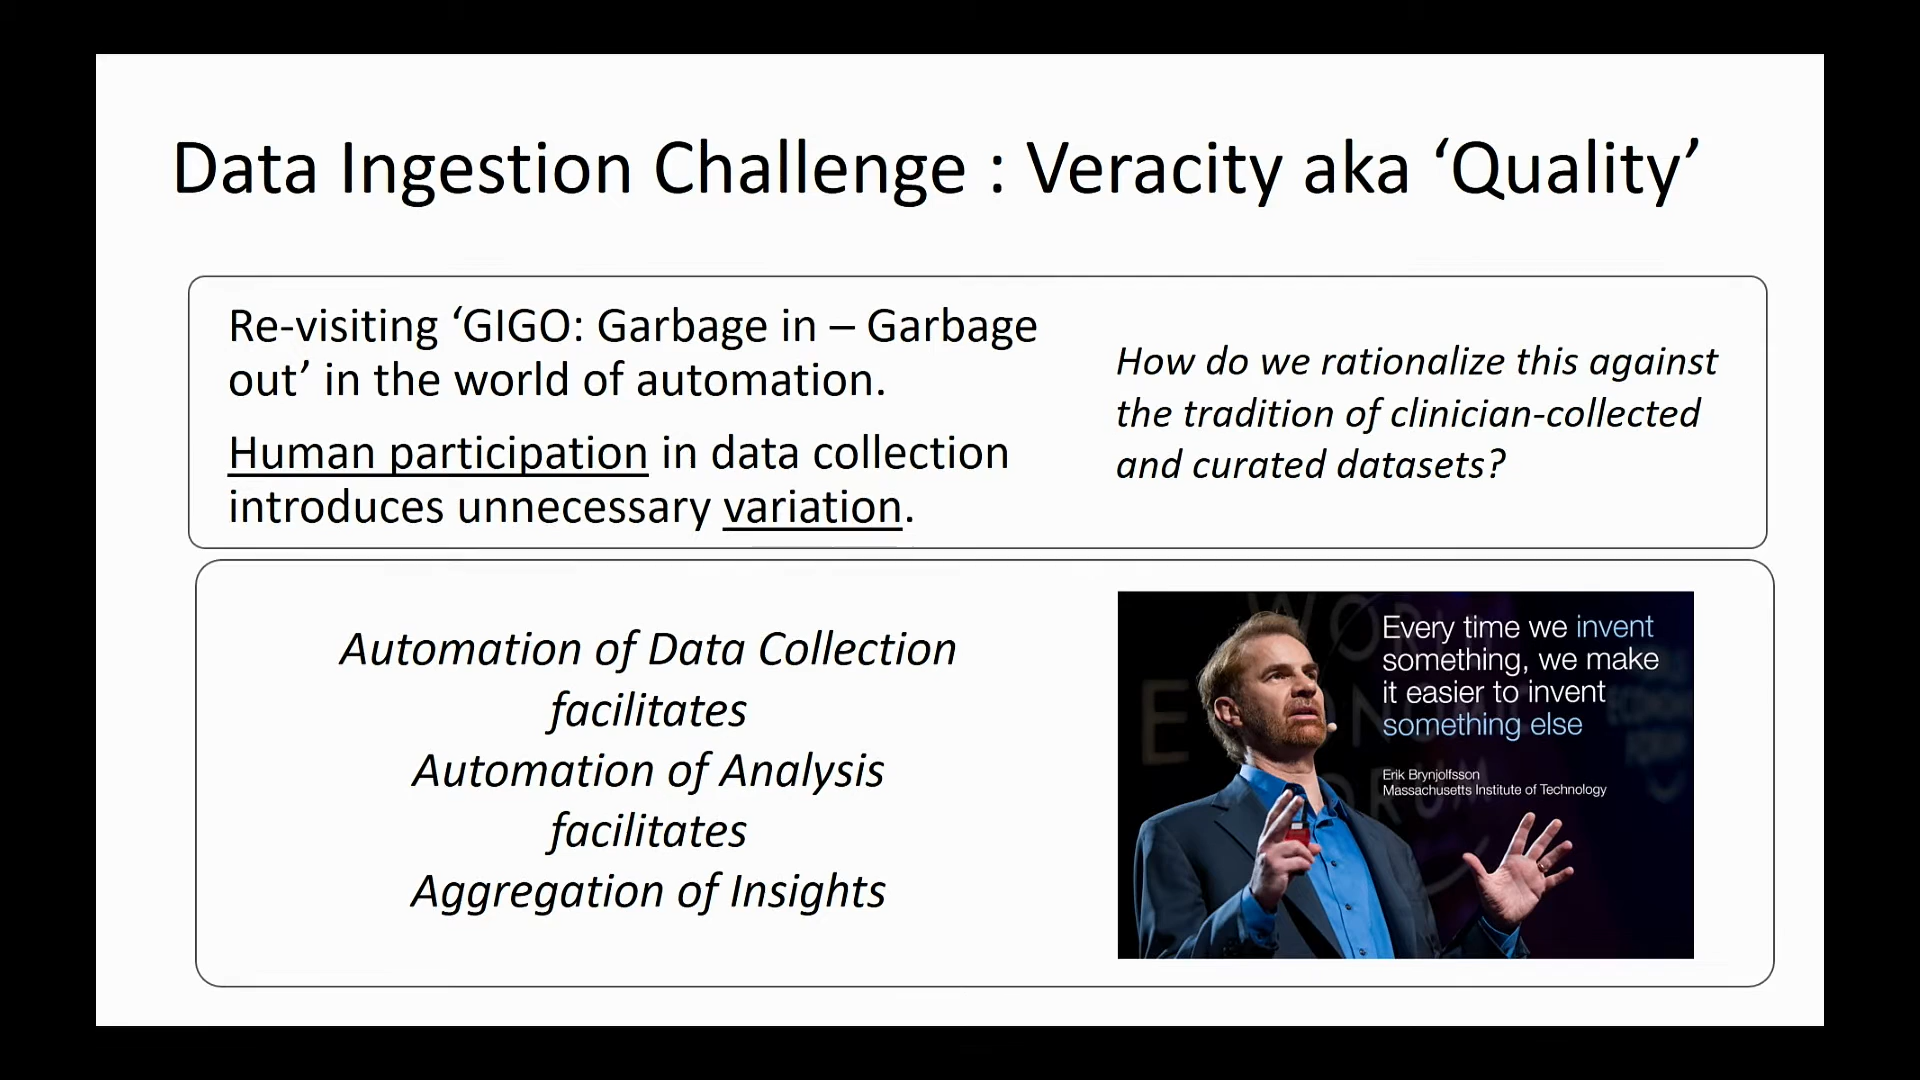 Data Ingestion Challenge : Veracity aka ‘Quality’
Re-visiting ‘GIGO: Garbage in – Garbage
out’ in the world of automation.
Human participation in data collection
introduces unnecessary variation.
How do we rationalize this against
the tradition of clinician-collected
and curated datasets?
Automation of Data Collection
facilitates
Automation of Analysis
facilitates
Aggregation of Insights
Every time we invent
something, we make
it easier to invent
something else
Erik Brynjolfsson
Massachusetts Institute of Technology